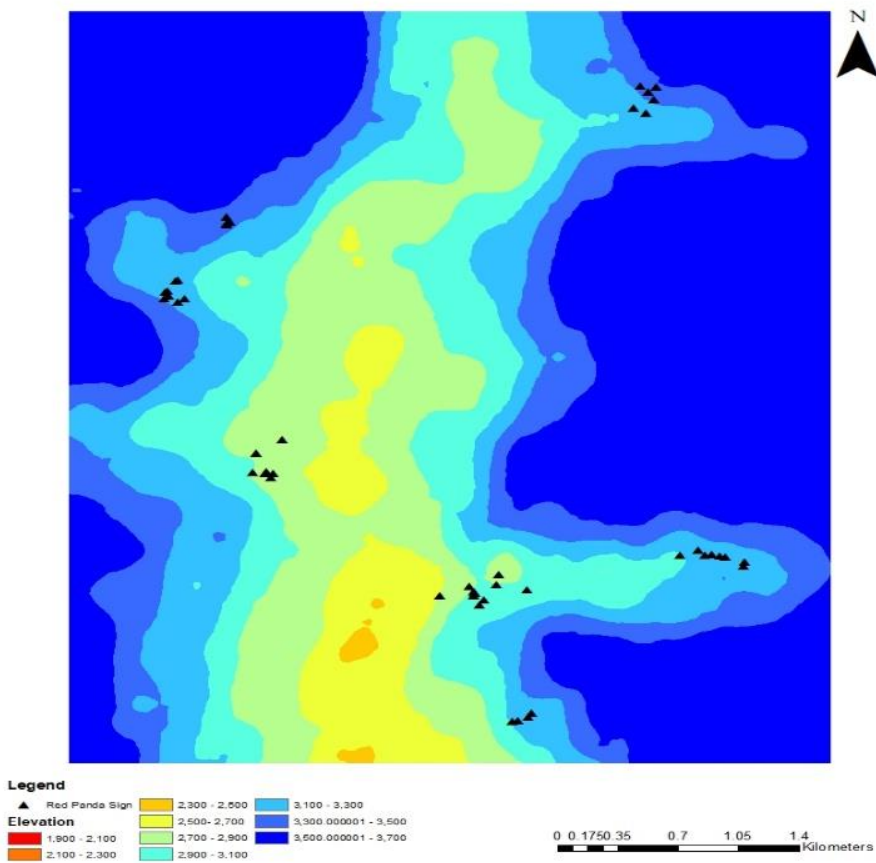 N
Legend
Red Panda Sign
Elevation
1,900 - 2,100
2,100 - 2,300
2,300 - 2,500
2,500- 2,700
2,700 - 2,900
2,900 - 3,100
3,100 - 3,300
3,300.000001 - 3,500
3,500.000001 - 3,700
0 0.1750.35 0.7 1.05 1.4
Kilometers